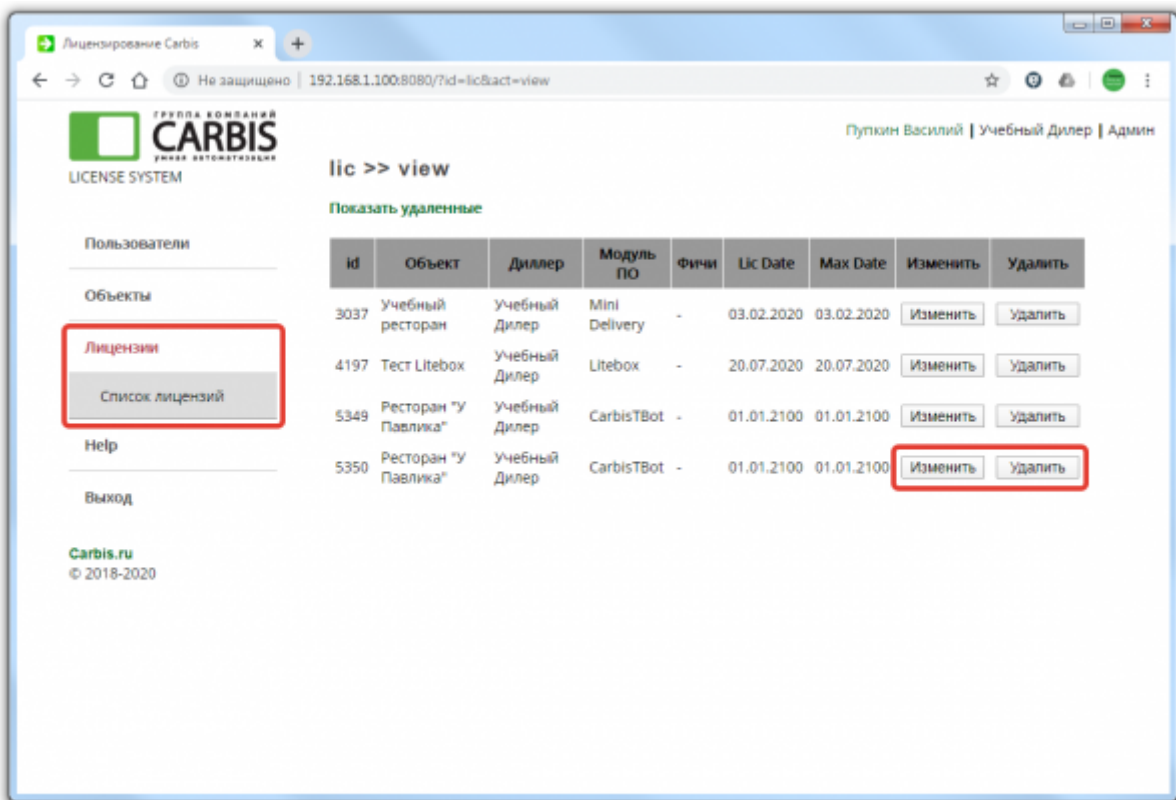 Лицензирование Carbis
Не защищено | 192.168.1.100:8080/?id=lic&act=view
ГРУППА КОМПАНИЙ
CARBIS
умная автоматизация
LICENSE SYSTEM
Пупкин Василий | Учебный Дилер | Админ
lic >> view
Показать удаленные
Пользователи
Объекты
Лицензии
Список лицензий
Help
Выход
Carbis.ru
© 2018-2020
id Объект Диллер Модуль ПО Фичи Lic Date Max Date Изменить Удалить
3037 Учебный ресторан Учебный Дилер Mini Delivery - 03.02.2020 03.02.2020 Изменить Удалить
4197 Тест Litebox Учебный Дилер Litebox - 20.07.2020 20.07.2020 Изменить Удалить
5349 Ресторан "У Павлика" Учебный Дилер CarbisTBot - 01.01.2100 01.01.2100 Изменить Удалить
5350 Ресторан "У Павлика" Учебный Дилер CarbisTBot - 01.01.2100 01.01.2100 Изменить Удалить